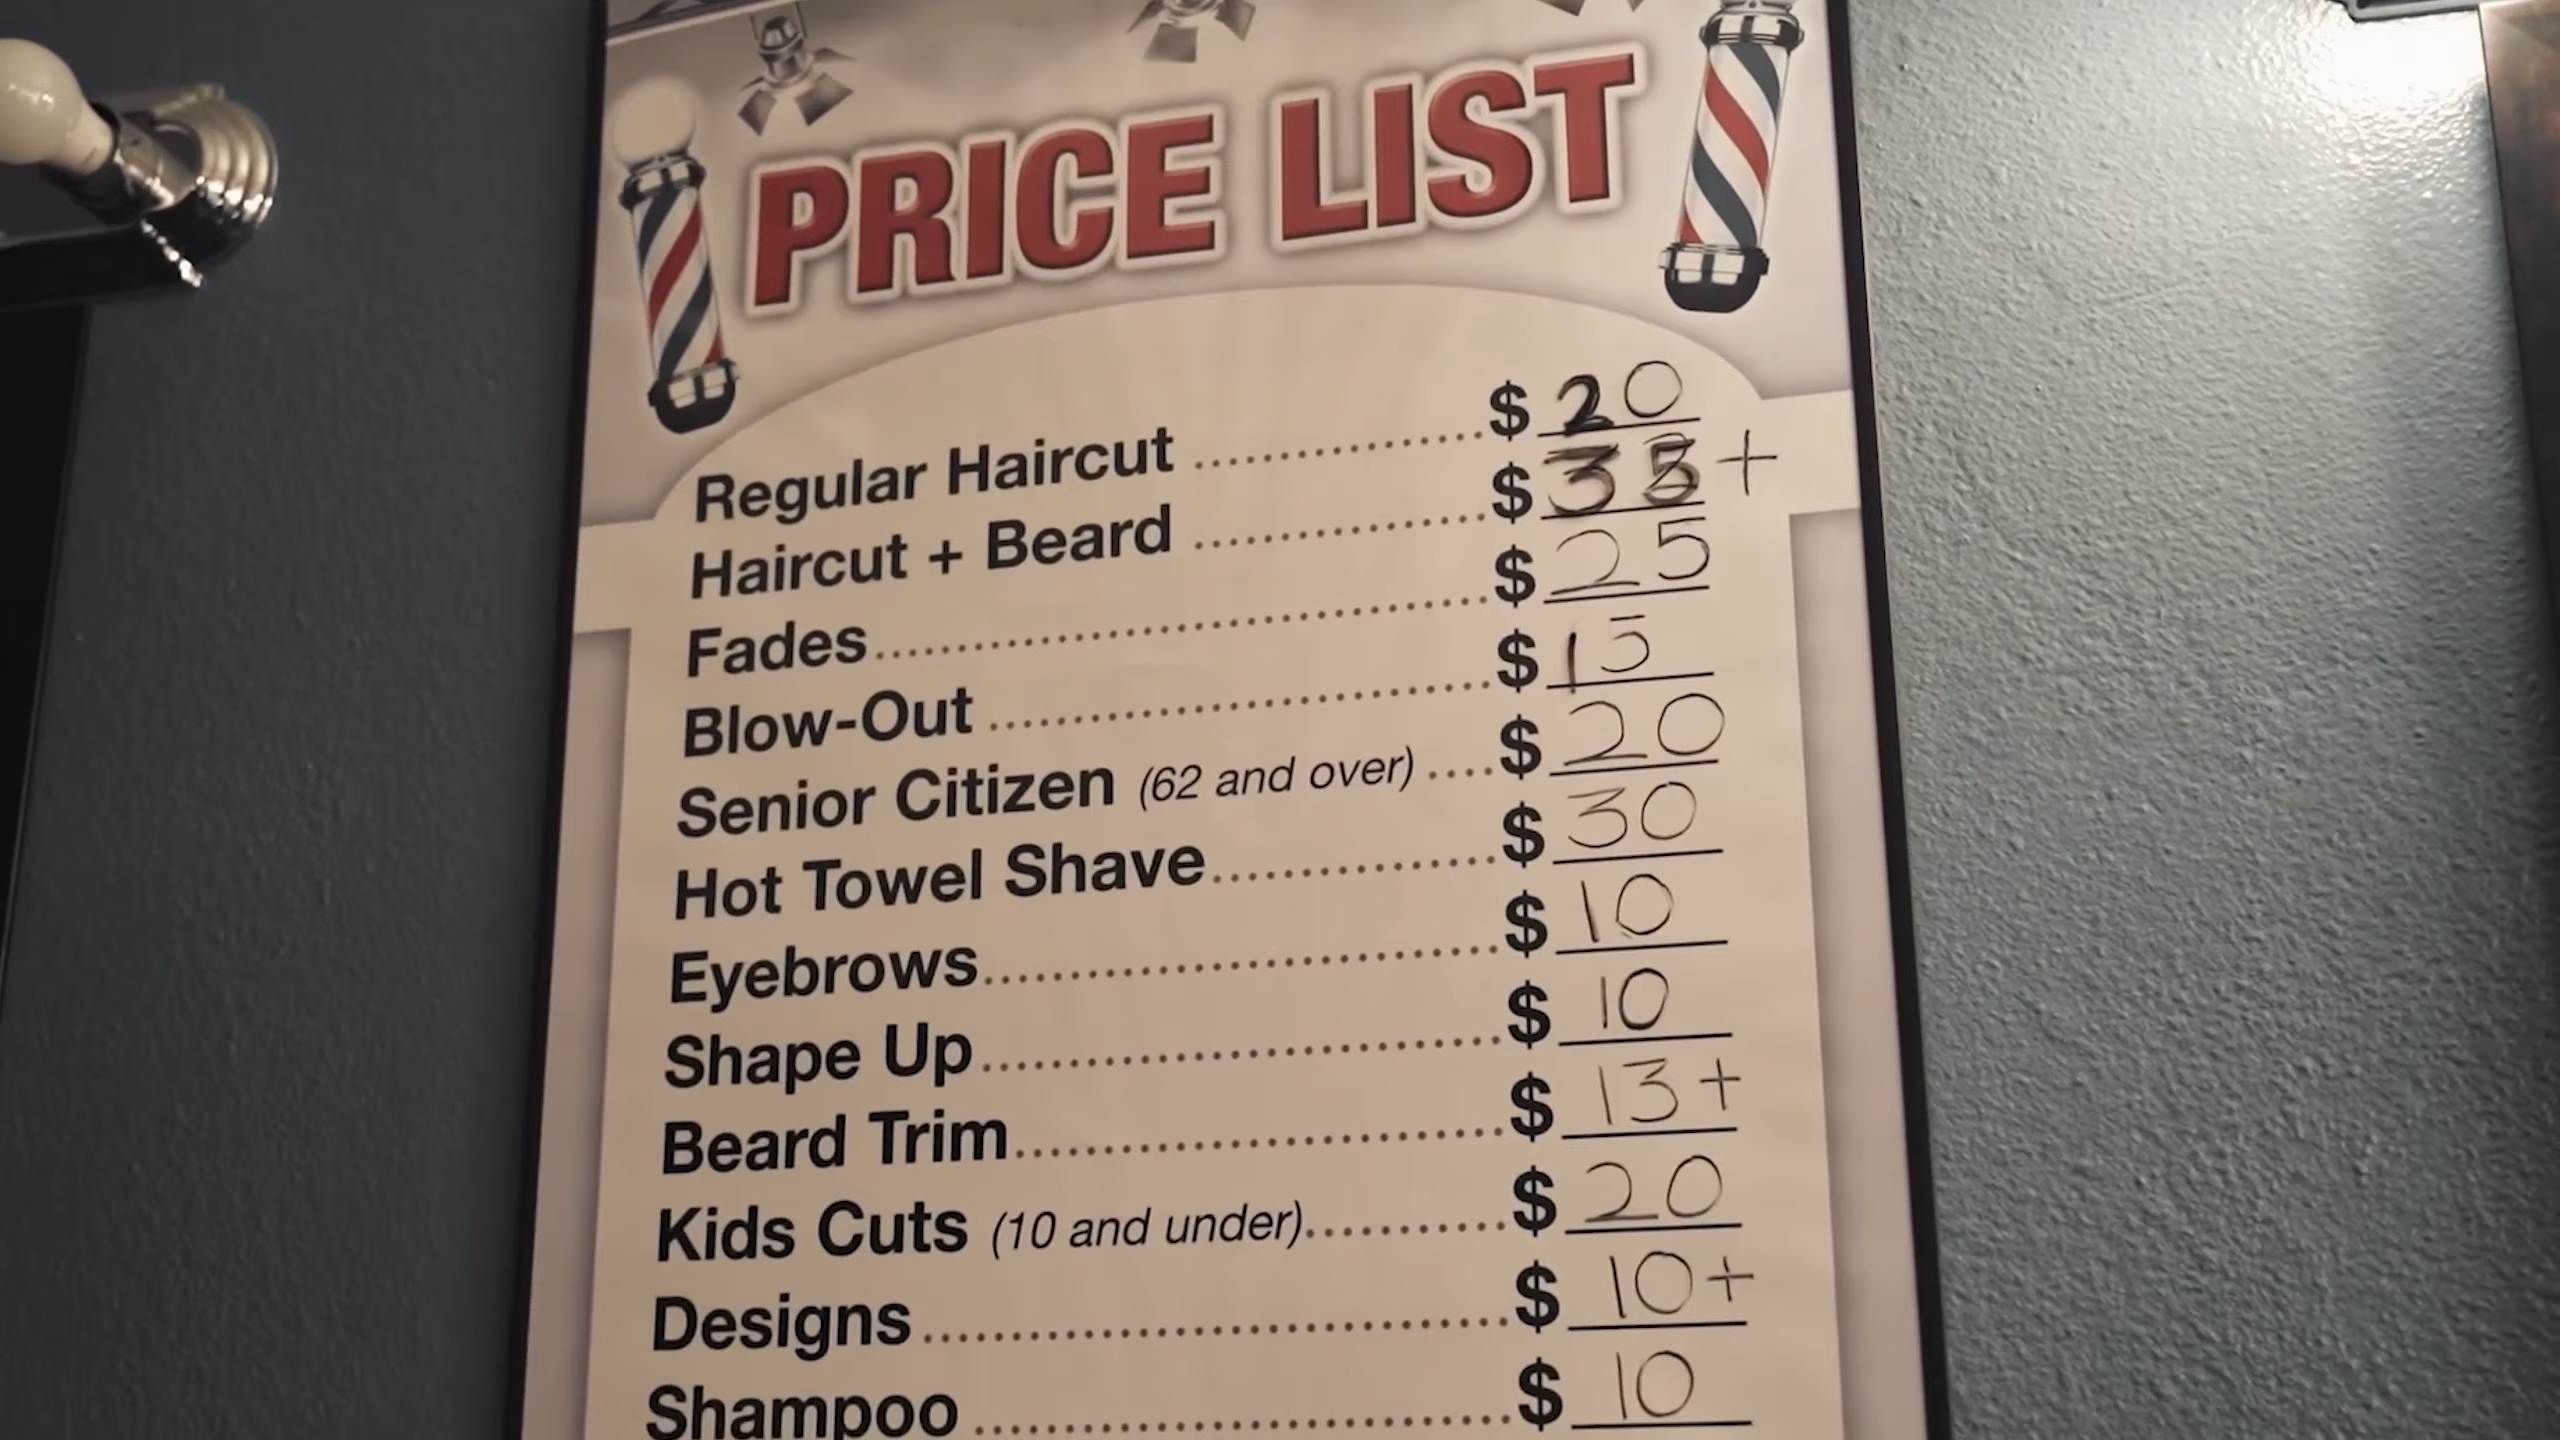 PRICE LIST
Regular Haircut ........................ $ 20
Haircut + Beard ........................ $ 33+
Fades ........................ $ 25
Blow-Out ........................ $ 15
Senior Citizen (62 and over) .... $ 20
Hot Towel Shave ........................ $ 30
Eyebrows ........................ $ 10
Shape Up ........................ $ 10
Beard Trim ........................ $ 13+
Kids Cuts (10 and under) ........... $ 20
Designs ........................ $ 10+
Shampoo ........................ $ 10